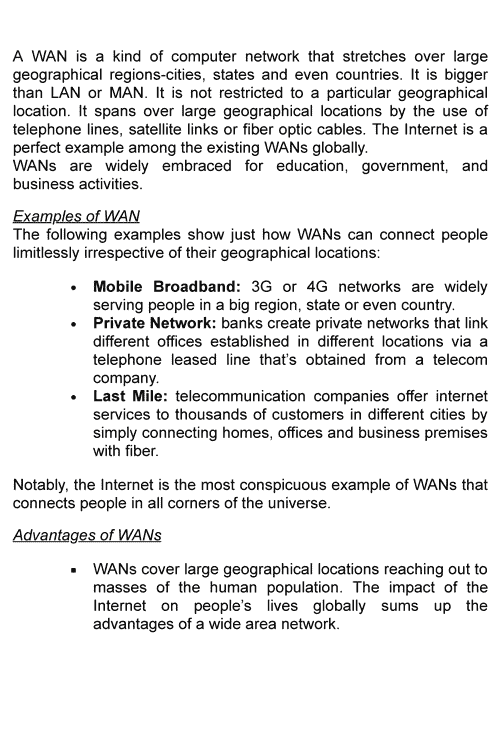 A WAN is a kind of computer network that stretches over large
geographical regions-cities, states and even countries. It is bigger
than LAN or MAN. It is not restricted to a particular geographical
location. It spans over large geographical locations by the use of
telephone lines, satellite links or fiber optic cables. The Internet is a
perfect example among the existing WANs globally.
WANs are widely embraced for education, government, and
business activities.
Examples of WAN
The following examples show just how WANs can connect people
limitlessly irrespective of their geographical locations:
• Mobile Broadband: 3G or 4G networks are widely
serving people in a big region, state or even country.
• Private Network: banks create private networks that link
different offices established in different locations via a
telephone leased line that's obtained from a telecom
company.
• Last Mile: telecommunication companies offer internet
services to thousands of customers in different cities by
simply connecting homes, offices and business premises
with fiber.
Notably, the Internet is the most conspicuous example of WANs that
connects people in all corners of the universe.
Advantages of WANs
▪ WANs cover large geographical locations reaching out to
masses of the human population. The impact of the
Internet on people's lives globally sums up the
advantages of a wide area network.